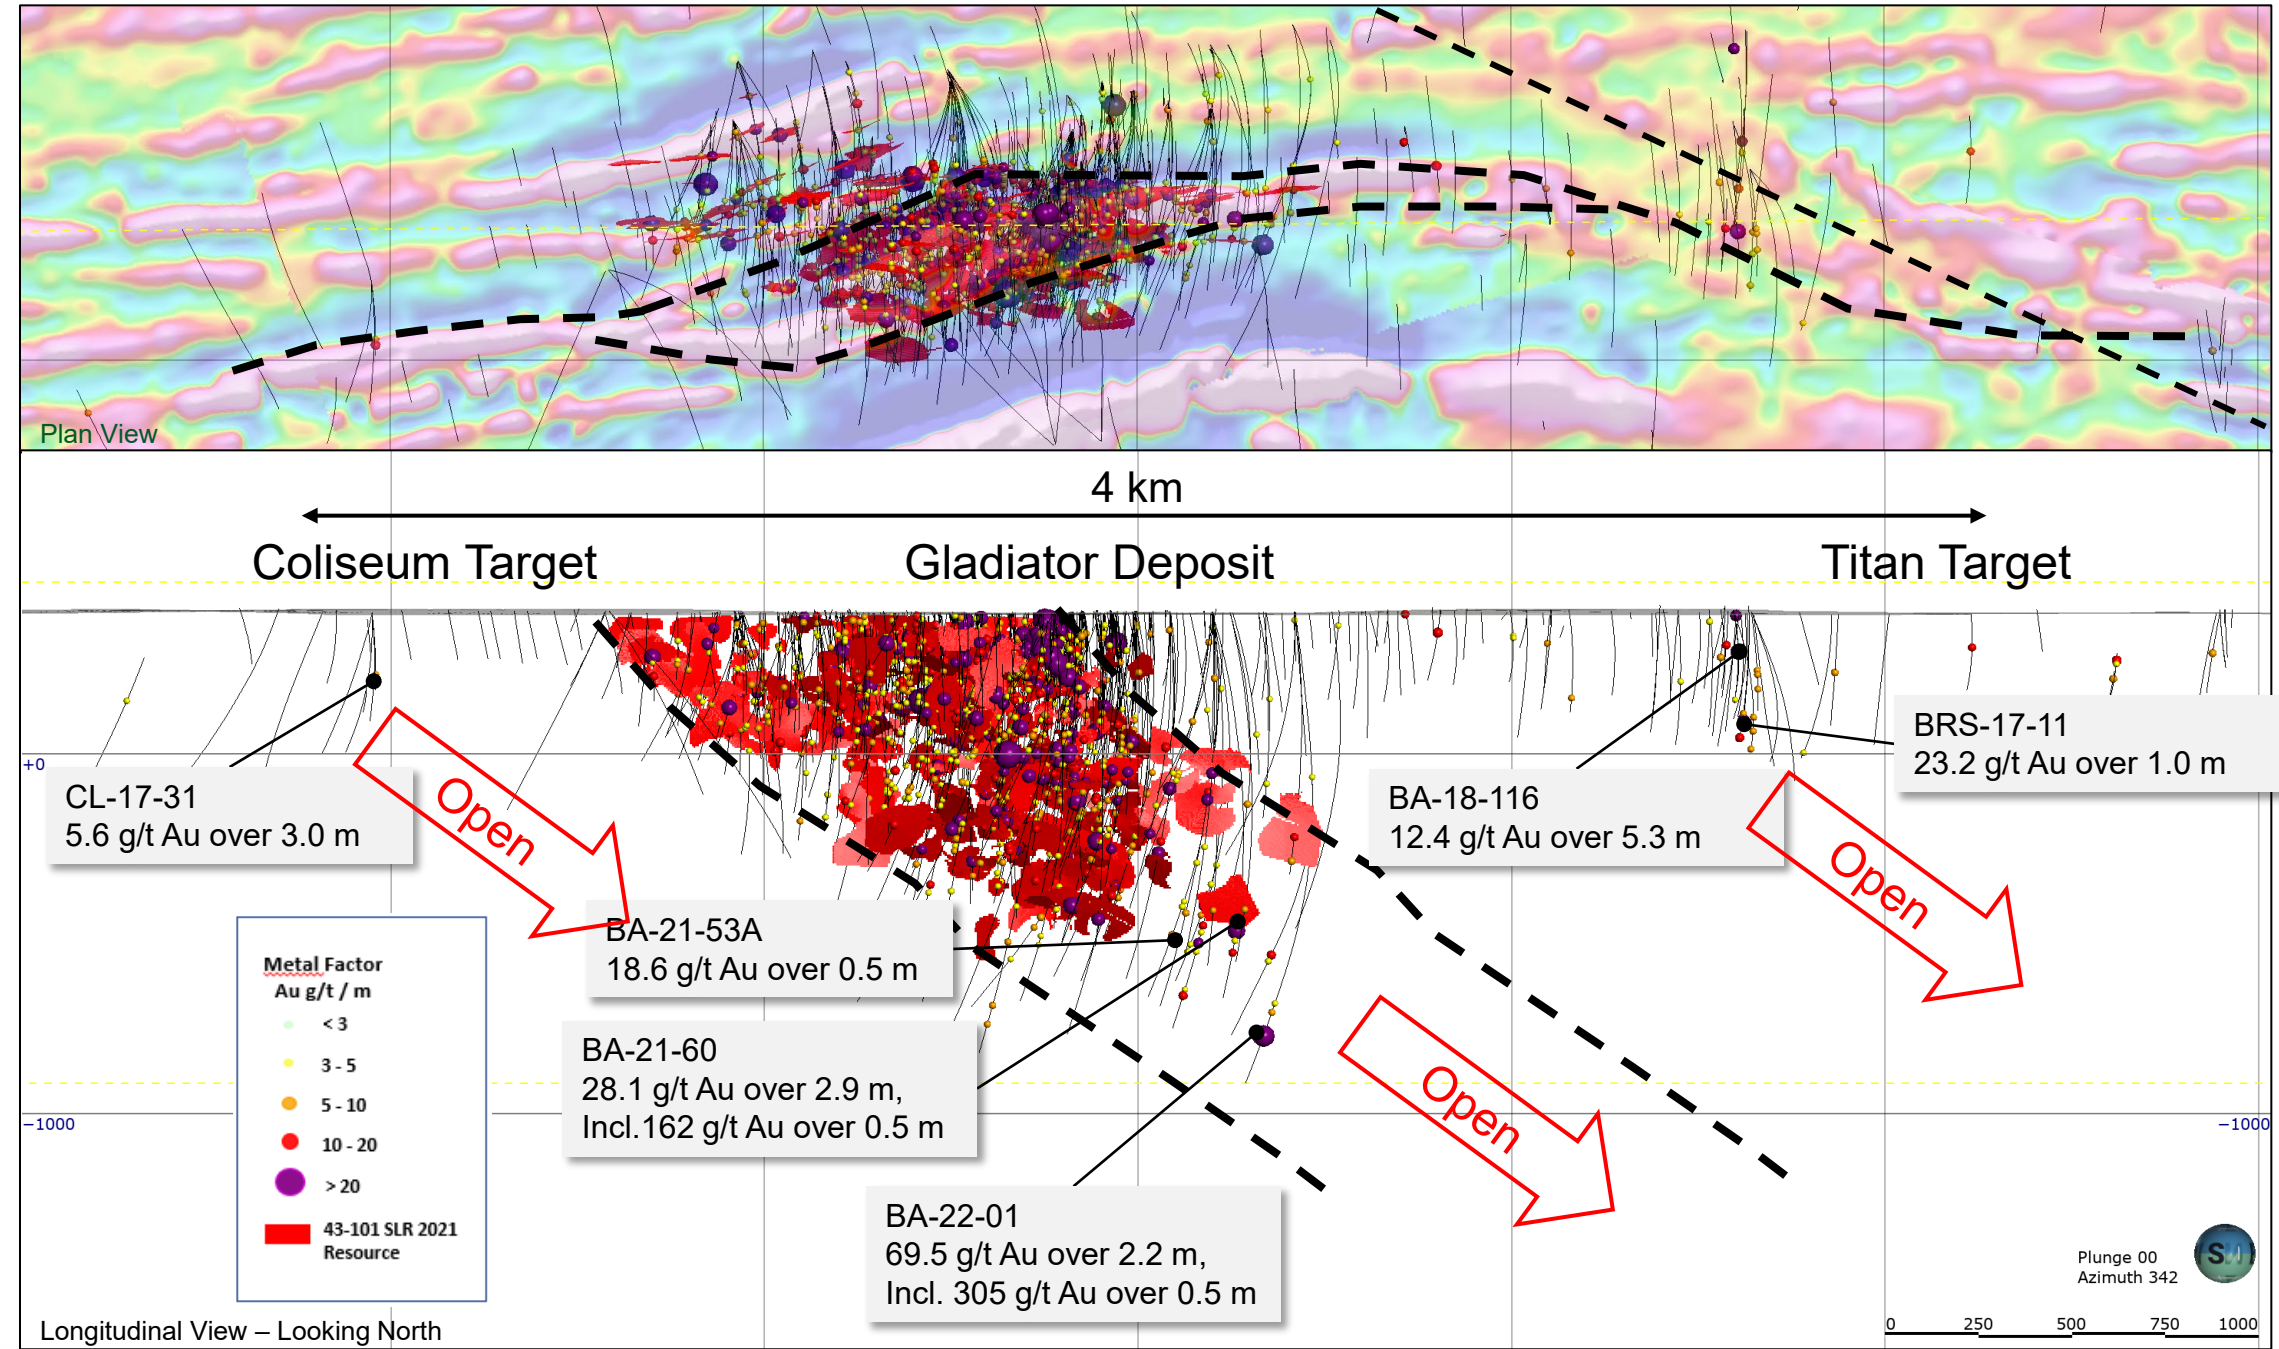 Plan View
4 km
Coliseum Target
Gladiator Deposit
Titan Target
+0
CL-17-31
5.6 g/t Au over 3.0 m
Open
BRS-17-11
23.2 g/t Au over 1.0 m
BA-18-116
12.4 g/t Au over 5.3 m
Open
BA-21-53A
18.6 g/t Au over 0.5 m
Metal Factor
Au g/t / m
< 3
3 - 5
5 - 10
10 - 20
> 20
43-101 SLR 2021
Resource
BA-21-60
28.1 g/t Au over 2.9 m,
Incl.162 g/t Au over 0.5 m
Open
−1000
−1000
BA-22-01
69.5 g/t Au over 2.2 m,
Incl. 305 g/t Au over 0.5 m
Plunge 00
Azimuth 342
S
0 250 500 750 1000
Longitudinal View – Looking North